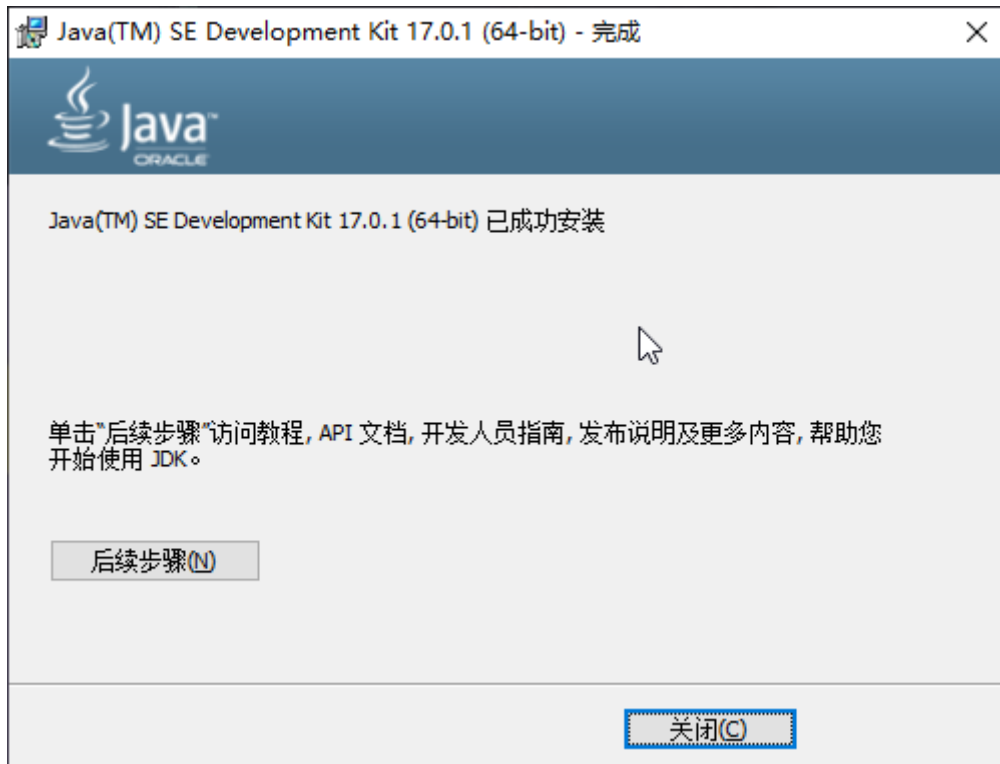 Java(TM) SE Development Kit 17.0.1 (64-bit) - 完成
Java™
ORACLE
Java(TM) SE Development Kit 17.0.1 (64-bit) 已成功安装
单击“后续步骤”访问教程, API 文档, 开发人员指南, 发布说明及更多内容, 帮助您
开始使用 JDK。
后续步骤(N)
关闭(C)